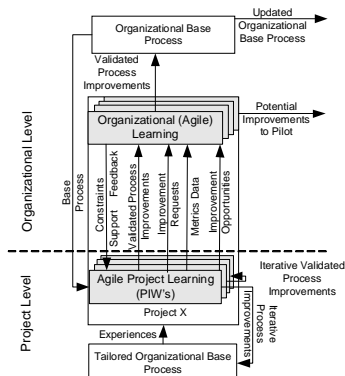 Organizational Base
Process
Updated
Organizational
Base Process
Validated
Process
Improvements
Organizational (Agile)
Learning
Potential
Improvements
to Pilot
Organizational Level
Base
Process
Constraints
Support Feedback
Validated Process
Improvements
Improvement
Requests
Metrics Data
Improvement
Opportunities
Project Level
Agile Project Learning
(PIW's)
Project X
Iterative Validated
Process
Improvements
Iterative
Process
Improvements
Experiences
Tailored Organizational Base
Process